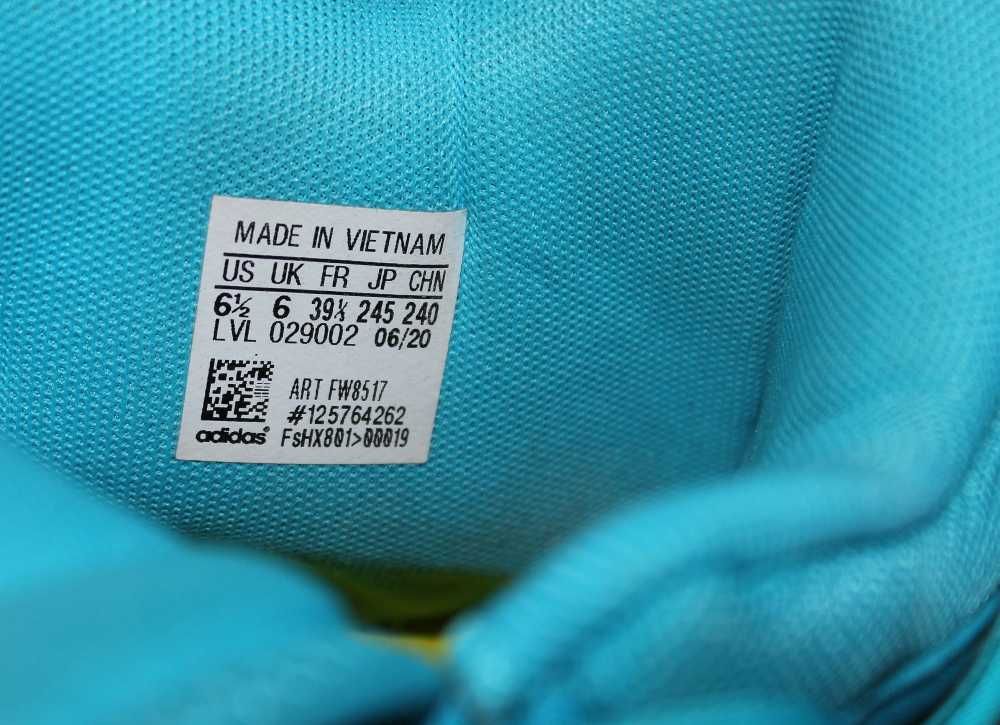 MADE IN VIETNAM
US UK FR JP CHN
6½ 6 39⅓ 245 240
LVL 029002 06/20
ART FW8517
#125764262
adidas® FsHX801>00019